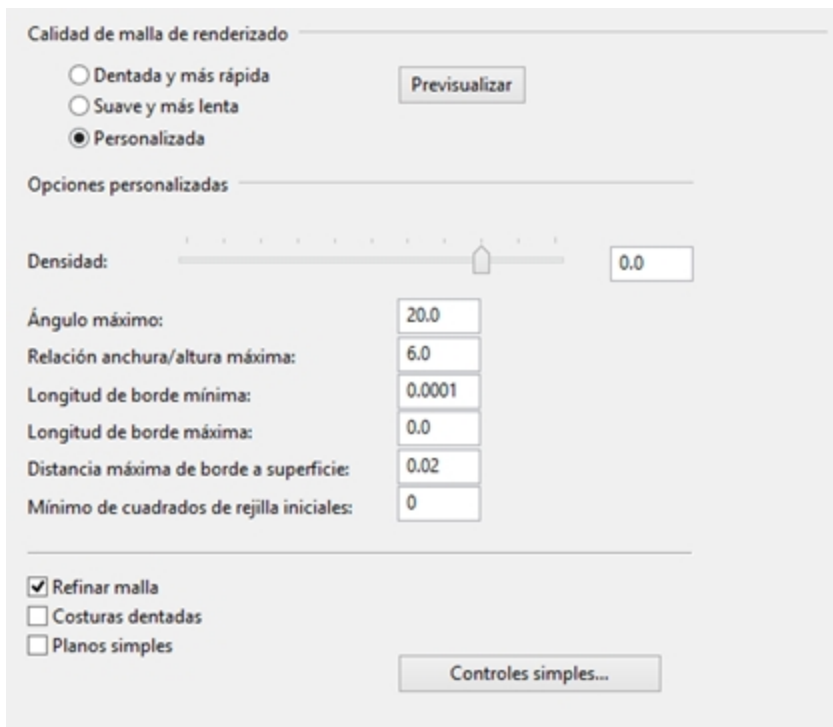 Calidad de malla de renderizado
Dentada y más rápida
Previsualizar
Suave y más lenta
Personalizada
Opciones personalizadas
Densidad: 0.0
Ángulo máximo: 20.0
Relación anchura/altura máxima: 6.0
Longitud de borde mínima: 0.0001
Longitud de borde máxima: 0.0
Distancia máxima de borde a superficie: 0.02
Mínimo de cuadrados de rejilla iniciales: 0
Refinar malla
Costuras dentadas
Planos simples
Controles simples...